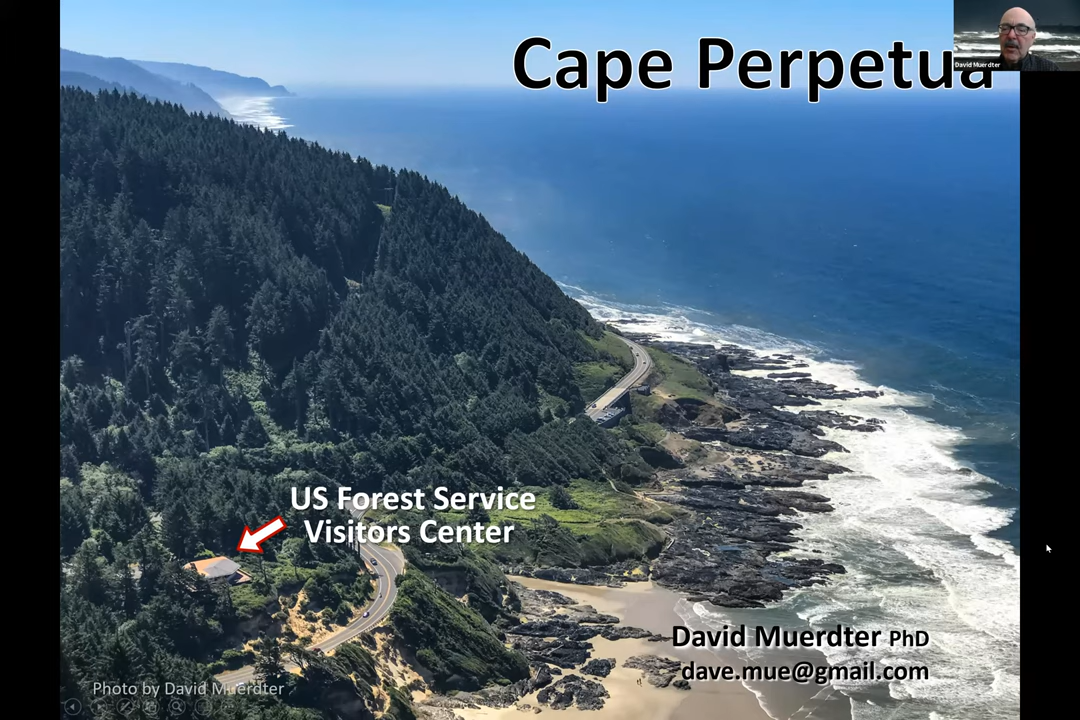 Cape Perpetua
David Muerdter
US Forest Service
Visitors Center
David Muerdter PhD
dave.mue@gmail.com
Photo by David Muerdter